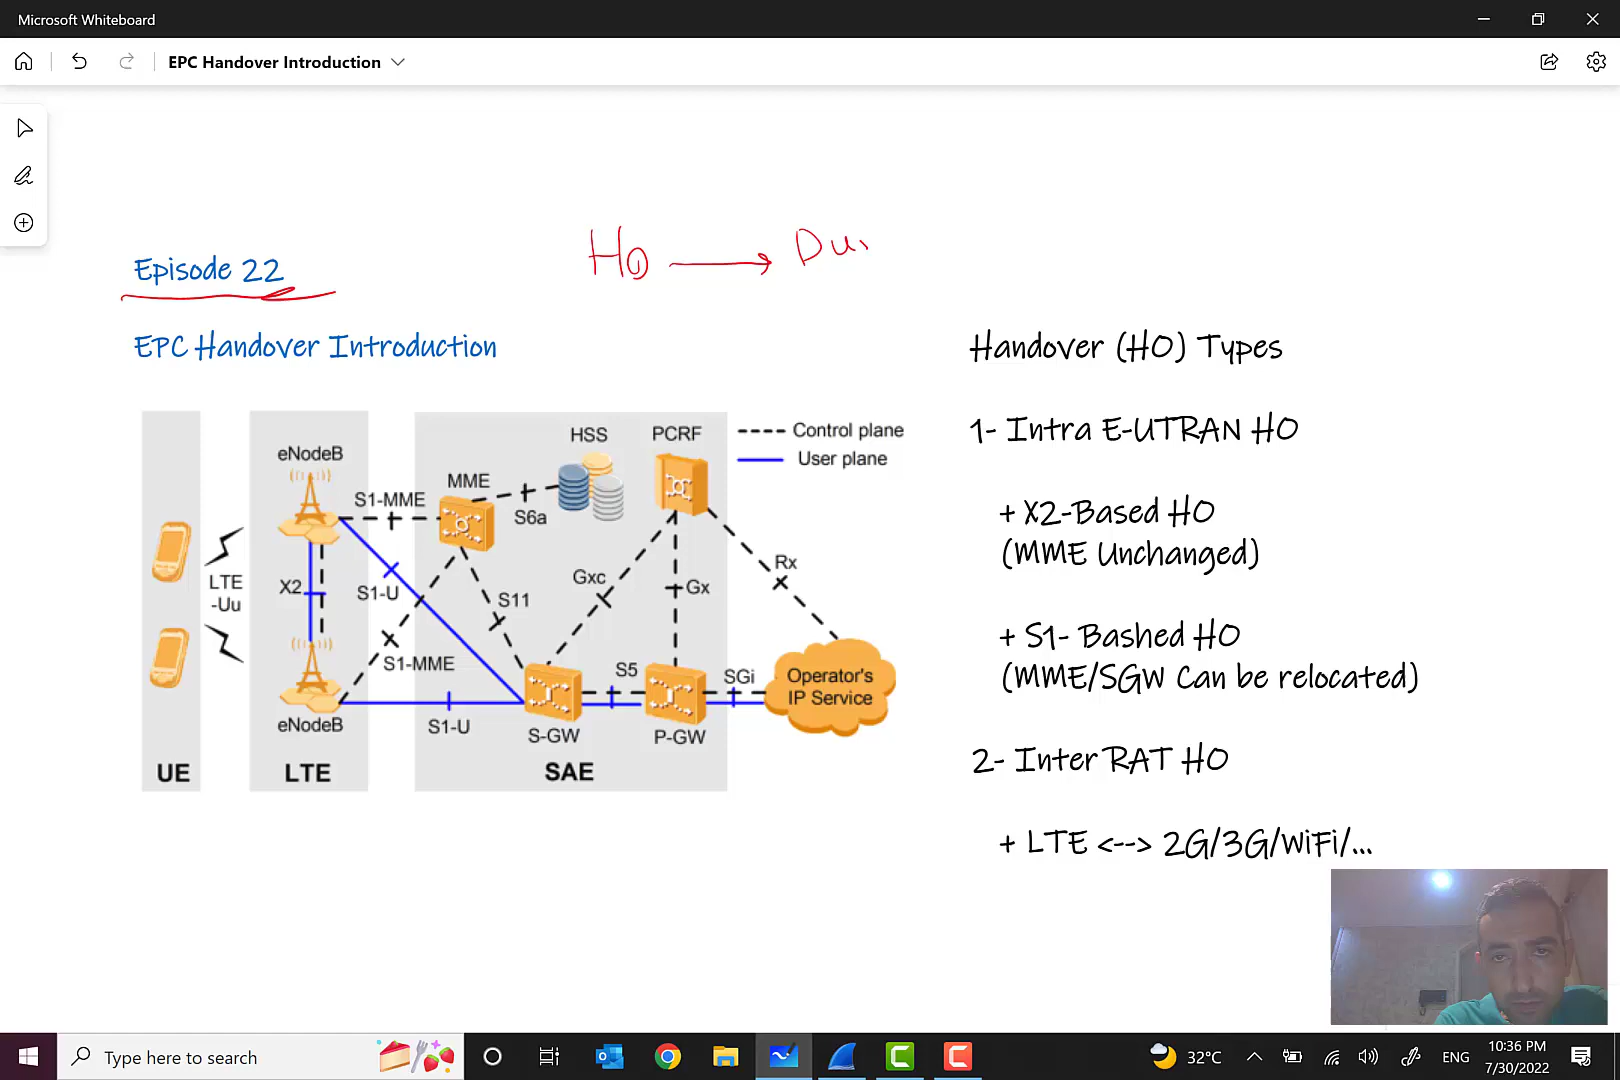 Microsoft Whiteboard
EPC Handover Introduction
HO → Du
Episode 22
EPC Handover Introduction
Handover (HO) Types
1- Intra E-UTRAN HO
+ X2-Based HO
(MME Unchanged)
+ S1- Bashed HO
(MME/SGW Can be relocated)
2- Inter RAT HO
+ LTE <--> 2G/3G/WiFi/...
eNodeB
HSS
PCRF
Control plane
User plane
MME
S1-MME
S6a
Rx
LTE
-Uu
X2
S1-U
S11
Gxc
Gx
S1-MME
S5
SGi
Operator's
IP Service
eNodeB
S1-U
S-GW
P-GW
UE
LTE
SAE
Type here to search
32°C
ENG
10:36 PM
7/30/2022